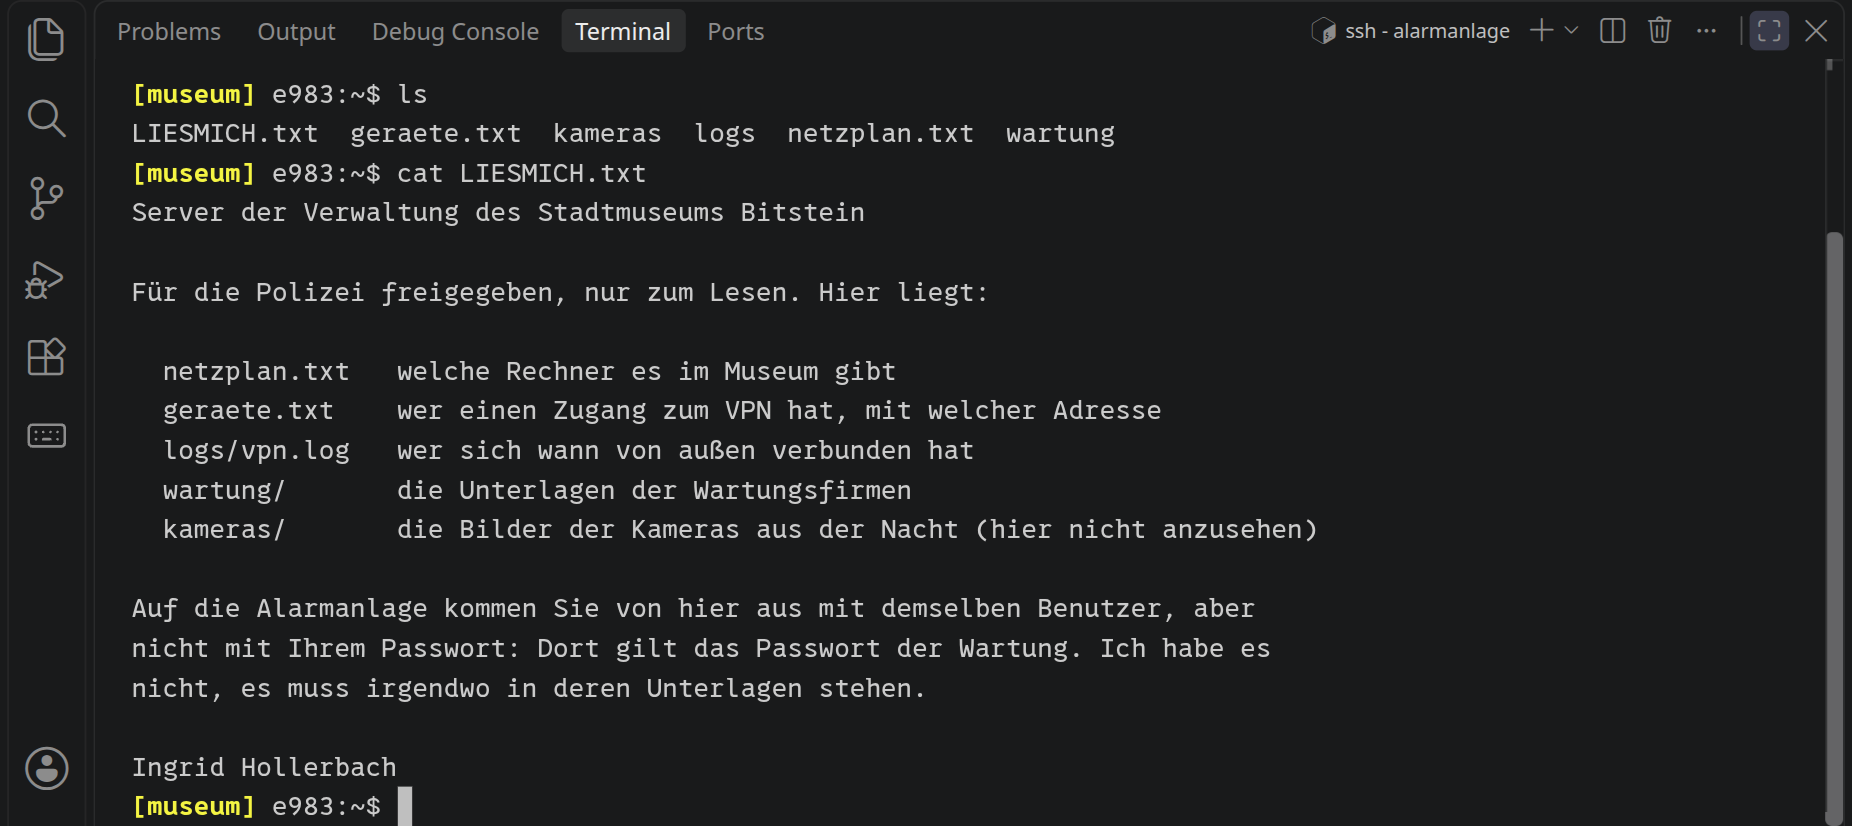 Problems Output Debug Console Terminal Ports ssh - alarmanlage
[museum] e983:~$ ls
LIESMICH.txt  geraete.txt  kameras  logs  netzplan.txt  wartung
[museum] e983:~$ cat LIESMICH.txt
Server der Verwaltung des Stadtmuseums Bitstein

Für die Polizei freigegeben, nur zum Lesen. Hier liegt:

  netzplan.txt   welche Rechner es im Museum gibt
  geraete.txt    wer einen Zugang zum VPN hat, mit welcher Adresse
  logs/vpn.log   wer sich wann von außen verbunden hat
  wartung/       die Unterlagen der Wartungsfirmen
  kameras/       die Bilder der Kameras aus der Nacht (hier nicht anzusehen)

Auf die Alarmanlage kommen Sie von hier aus mit demselben Benutzer, aber
nicht mit Ihrem Passwort: Dort gilt das Passwort der Wartung. Ich habe es
nicht, es muss irgendwo in deren Unterlagen stehen.

Ingrid Hollerbach
[museum] e983:~$